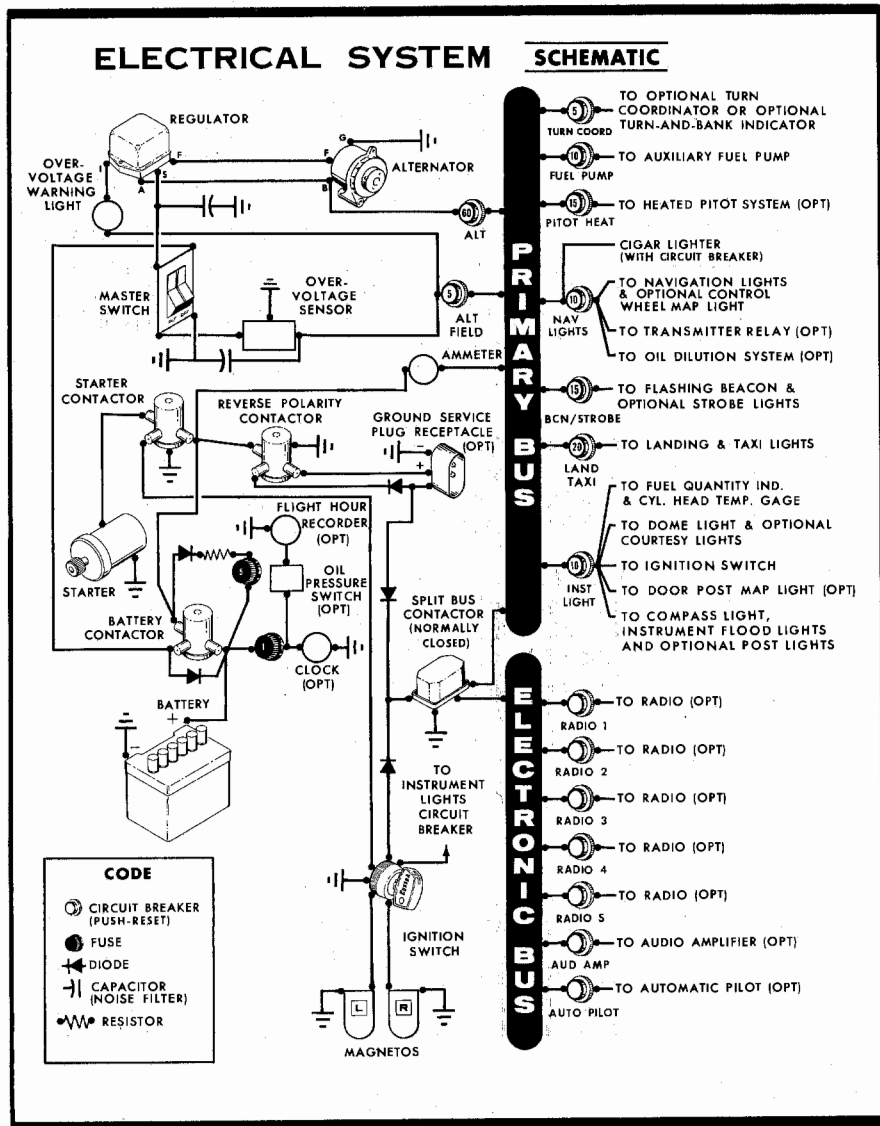 ELECTRICAL SYSTEM SCHEMATIC
REGULATOR
F
S
I
A
OVER-
VOLTAGE
WARNING
LIGHT
G
F
B
ALTERNATOR
60
ALT
MASTER
SWITCH
OVER-
VOLTAGE
SENSOR
5
ALT
FIELD
AMMETER
STARTER
CONTACTOR
REVERSE POLARITY
CONTACTOR
GROUND SERVICE
PLUG RECEPTACLE
(OPT)
−
+
FLIGHT HOUR
RECORDER
(OPT)
STARTER
5
OIL
PRESSURE
SWITCH
(OPT)
BATTERY
CONTACTOR
1
CLOCK
(OPT)
SPLIT BUS
CONTACTOR
(NORMALLY
CLOSED)
BATTERY
+
−
TO
INSTRUMENT
LIGHTS
CIRCUIT
BREAKER
IGNITION
SWITCH
L
R
MAGNETOS
CODE
CIRCUIT BREAKER
(PUSH-RESET)
FUSE
DIODE
CAPACITOR
(NOISE FILTER)
RESISTOR
PRIMARY BUS
5
TURN COORD
TO OPTIONAL TURN
COORDINATOR OR OPTIONAL
TURN-AND-BANK INDICATOR
10
FUEL PUMP
TO AUXILIARY FUEL PUMP
15
PITOT HEAT
TO HEATED PITOT SYSTEM (OPT)
CIGAR LIGHTER
(WITH CIRCUIT BREAKER)
10
NAV
LIGHTS
TO NAVIGATION LIGHTS
& OPTIONAL CONTROL
WHEEL MAP LIGHT
TO TRANSMITTER RELAY (OPT)
TO OIL DILUTION SYSTEM (OPT)
15
BCN/STROBE
TO FLASHING BEACON &
OPTIONAL STROBE LIGHTS
20
LAND
TAXI
TO LANDING & TAXI LIGHTS
10
INST
LIGHT
TO FUEL QUANTITY IND.
& CYL. HEAD TEMP. GAGE
TO DOME LIGHT & OPTIONAL
COURTESY LIGHTS
TO IGNITION SWITCH
TO DOOR POST MAP LIGHT (OPT)
TO COMPASS LIGHT,
INSTRUMENT FLOOD LIGHTS
AND OPTIONAL POST LIGHTS
ELECTRONIC BUS
RADIO 1
TO RADIO (OPT)
RADIO 2
TO RADIO (OPT)
RADIO 3
TO RADIO (OPT)
RADIO 4
TO RADIO (OPT)
RADIO 5
TO RADIO (OPT)
AUD AMP
TO AUDIO AMPLIFIER (OPT)
AUTO PILOT
TO AUTOMATIC PILOT (OPT)